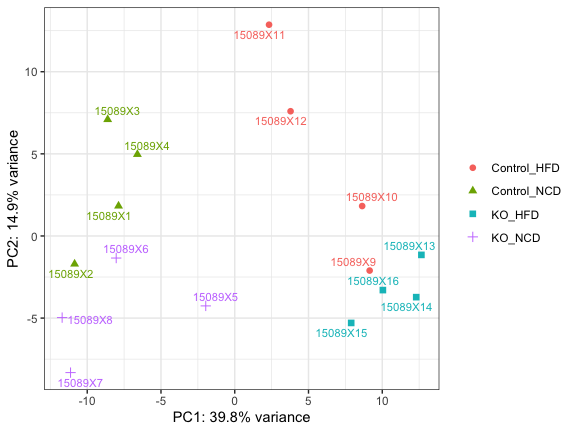 15089X11
15089X12
15089X3
15089X4
15089X10
15089X1
15089X6
15089X13
15089X9
15089X2
15089X16
15089X5
15089X14
15089X8
15089X15
15089X7
10
5
0
-5
-10
-5
0
5
10
PC1: 39.8% variance
PC2: 14.9% variance
Control_HFD
Control_NCD
KO_HFD
KO_NCD